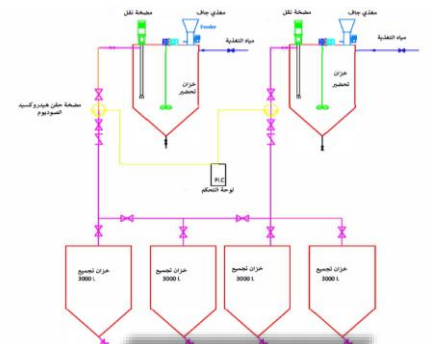 مضخة نقل
مغذي جاف
Feeder
مياه التغذية
خزان
تحضير
مضخة نقل
مغذي جاف
مياه التغذية
خزان
تحضير
مضخة حقن هيدروكسيد
الصوديوم
PLC
لوحة التحكم
خزان تجميع
3000 L
خزان تجميع
3000 L
خزان تجميع
3000 L
خزان تجميع
3000 L